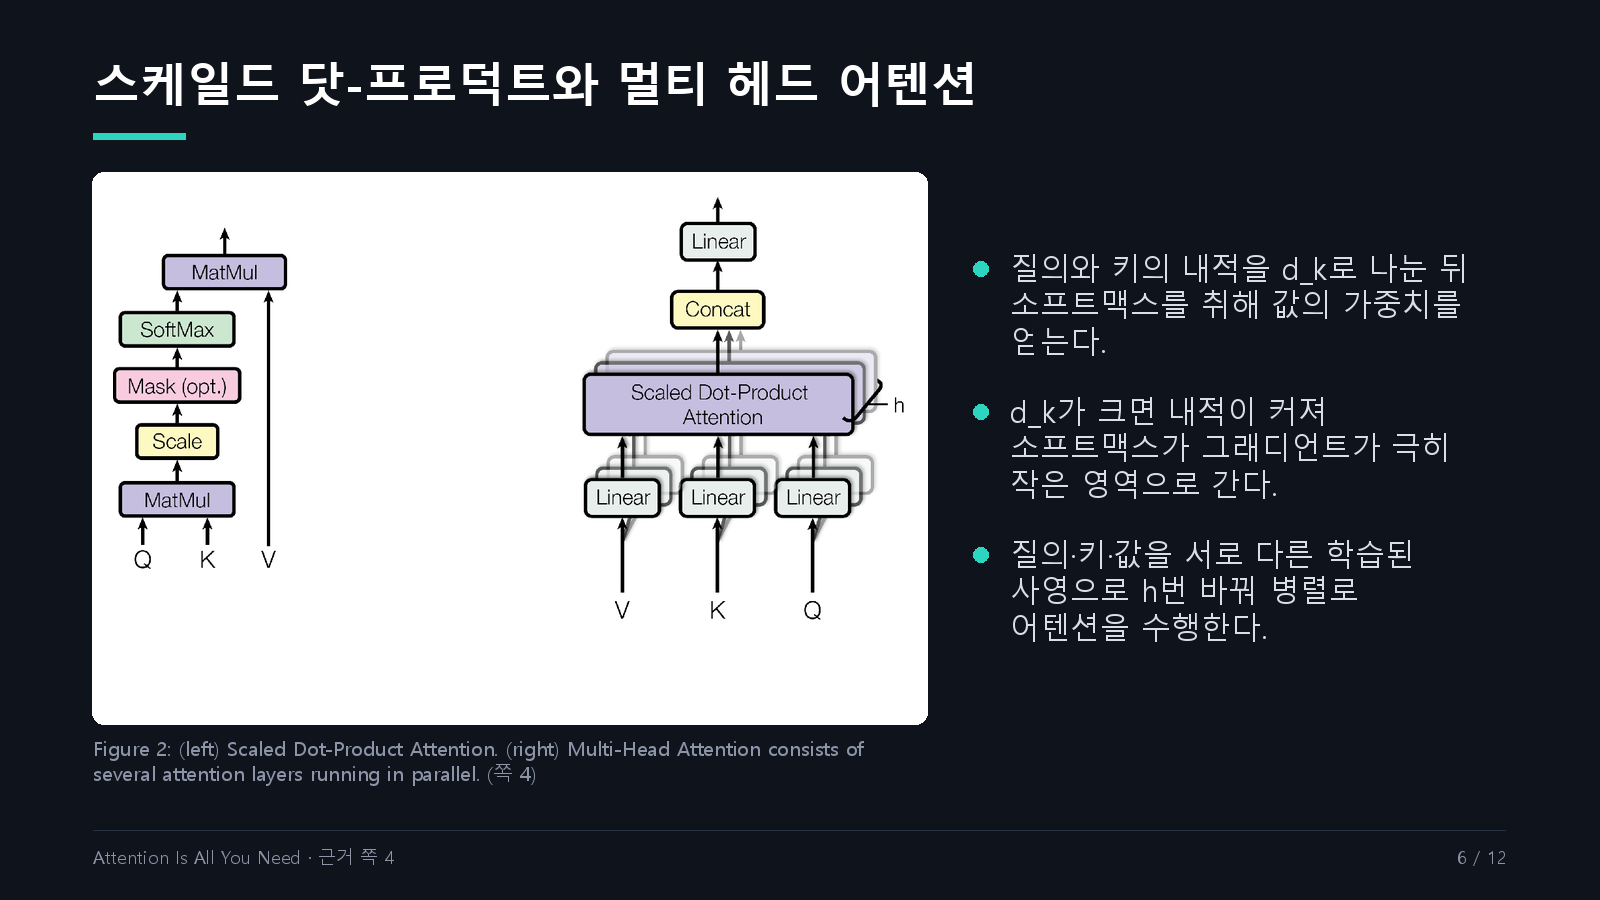 스케일드 닷-프로덕트와 멀티 헤드 어텐션
MatMul
SoftMax
Mask (opt.)
Scale
MatMul
Q K V
Linear
Concat
Scaled Dot-Product
Attention
h
Linear Linear Linear
V K Q
질의와 키의 내적을 d_k로 나눈 뒤
소프트맥스를 취해 값의 가중치를
얻는다.
d_k가 크면 내적이 커져
소프트맥스가 그래디언트가 극히
작은 영역으로 간다.
질의·키·값을 서로 다른 학습된
사영으로 h번 바꿔 병렬로
어텐션을 수행한다.
Figure 2: (left) Scaled Dot-Product Attention. (right) Multi-Head Attention consists of
several attention layers running in parallel. (쪽 4)
Attention Is All You Need · 근거 쪽 4
6 / 12